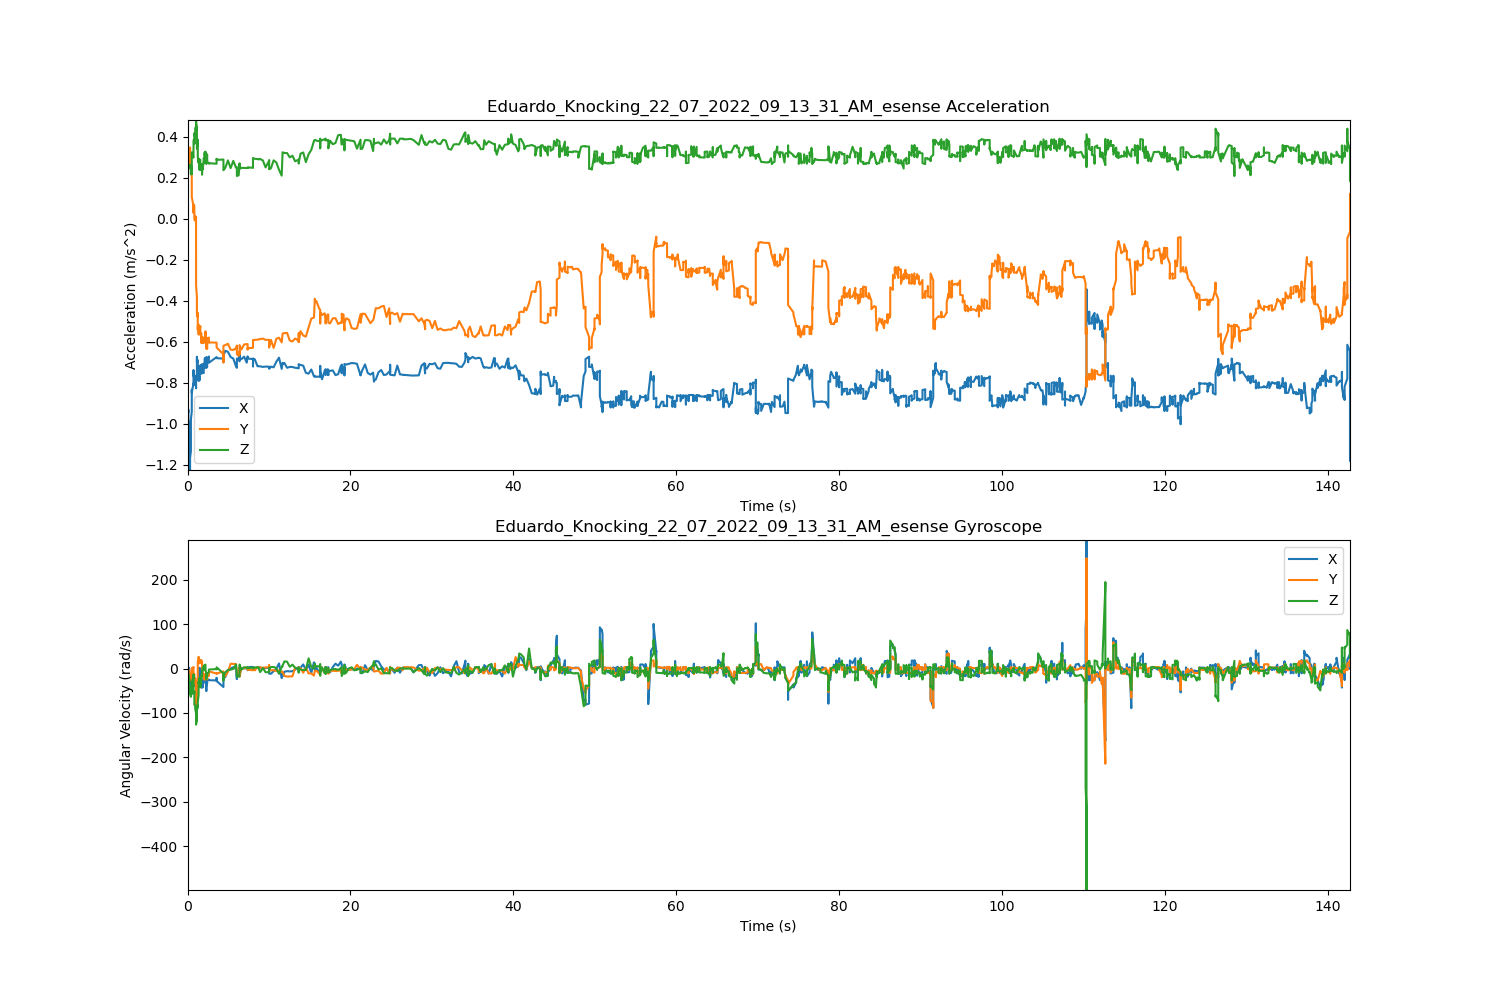 Eduardo_Knocking_22_07_2022_09_13_31_AM_esense Acceleration
Acceleration (m/s^2)
0.4
0.2
0.0
−0.2
−0.4
−0.6
−0.8
−1.0
−1.2
X
Y
Z
0 20 40 60 80 100 120 140
Time (s)
Eduardo_Knocking_22_07_2022_09_13_31_AM_esense Gyroscope
Angular Velocity (rad/s)
200
100
0
−100
−200
−300
−400
X
Y
Z
0 20 40 60 80 100 120 140
Time (s)